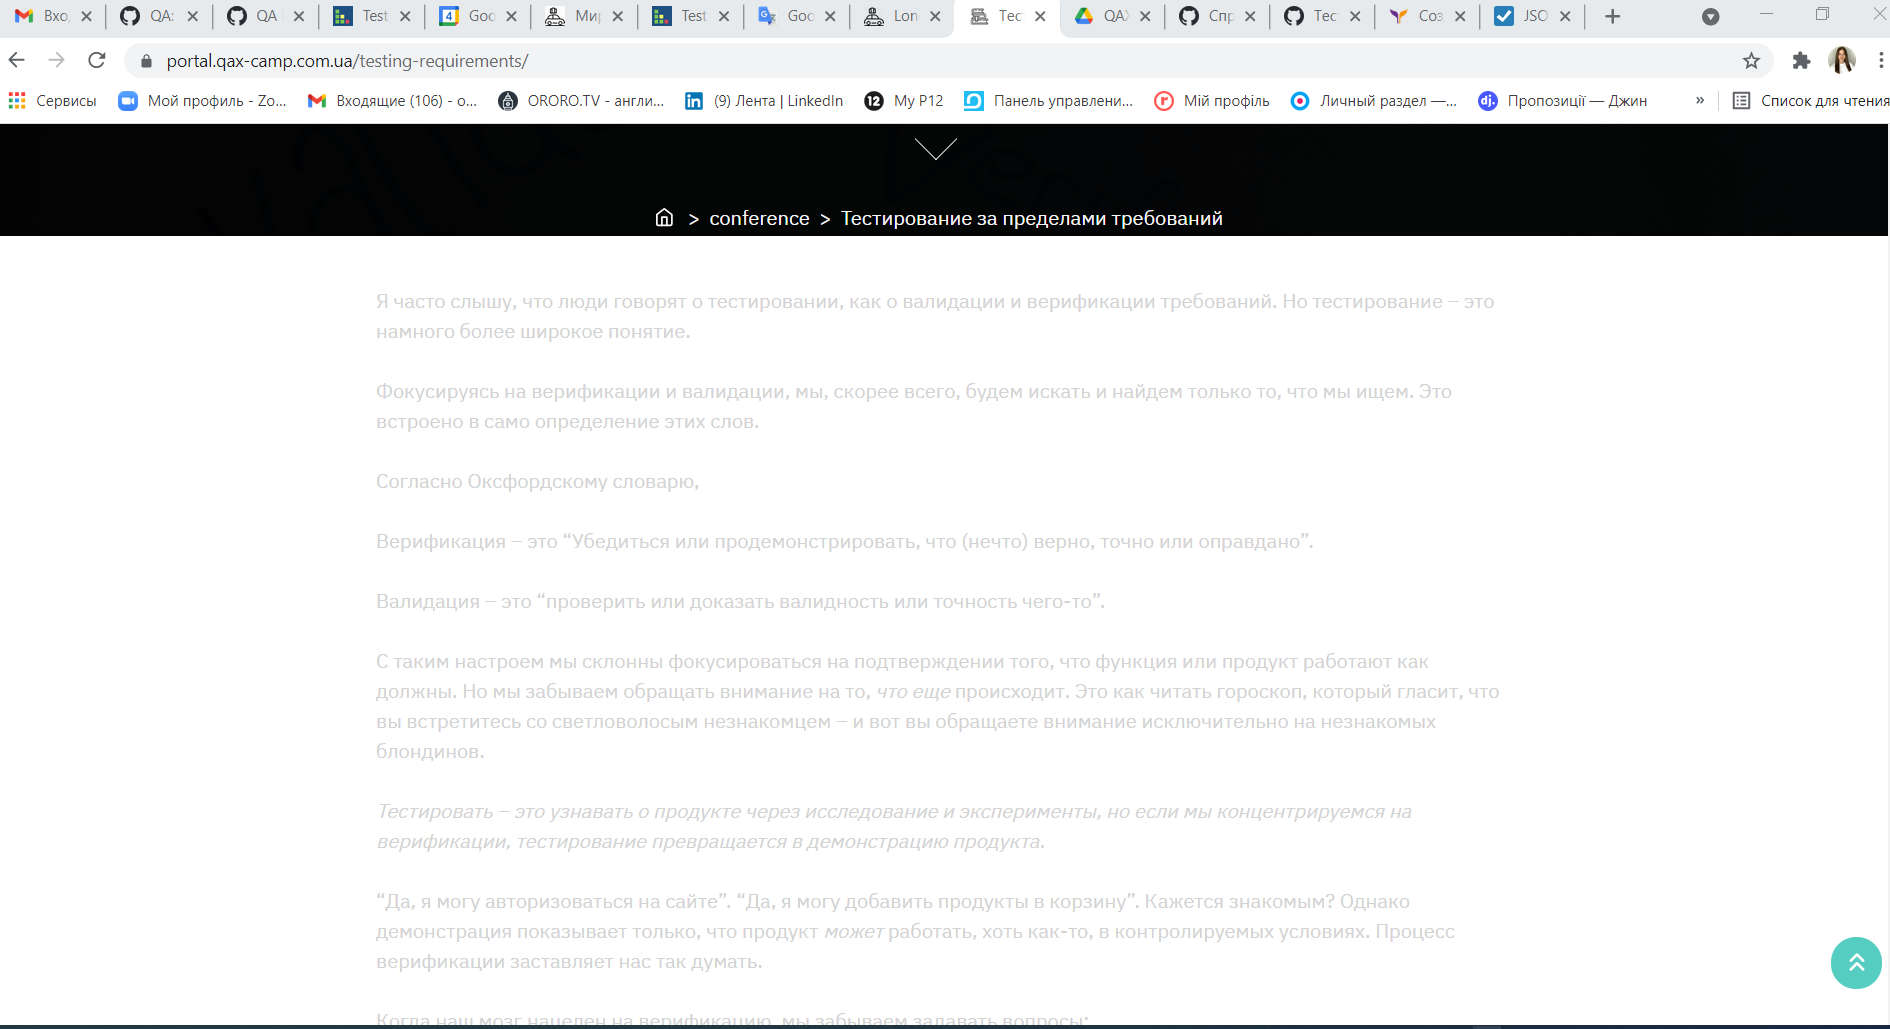 Вхо
QA:
QA
Test
Goo
Ми
Test
Goo
Lon
Тес
QAX
Спр
Тес
Соз
JSO
portal.qax-camp.com.ua/testing-requirements/
Сервисы
Мой профиль - Zo...
Входящие (106) - o...
ORORO.TV - англи...
(9) Лента | LinkedIn
My P12
Панель управлени...
Мій профіль
Личный раздел —...
Пропозиції — Джин
»
Список для чтения
> conference > Тестирование за пределами требований
Я часто слышу, что люди говорят о тестировании, как о валидации и верификации требований. Но тестирование – это
намного более широкое понятие.
Фокусируясь на верификации и валидации, мы, скорее всего, будем искать и найдем только то, что мы ищем. Это
встроено в само определение этих слов.
Согласно Оксфордскому словарю,
Верификация – это “Убедиться или продемонстрировать, что (нечто) верно, точно или оправдано”.
Валидация – это “проверить или доказать валидность или точность чего-то”.
С таким настроем мы склонны фокусироваться на подтверждении того, что функция или продукт работают как
должны. Но мы забываем обращать внимание на то, что еще происходит. Это как читать гороскоп, который гласит, что
вы встретитесь со светловолосым незнакомцем – и вот вы обращаете внимание исключительно на незнакомых
блондинов.
Тестировать – это узнавать о продукте через исследование и эксперименты, но если мы концентрируемся на
верификации, тестирование превращается в демонстрацию продукта.
“Да, я могу авторизоваться на сайте”. “Да, я могу добавить продукты в корзину”. Кажется знакомым? Однако
демонстрация показывает только, что продукт может работать, хоть как-то, в контролируемых условиях. Процесс
верификации заставляет нас так думать.
Когда наш мозг нацелен на верификацию, мы забываем задавать вопросы: